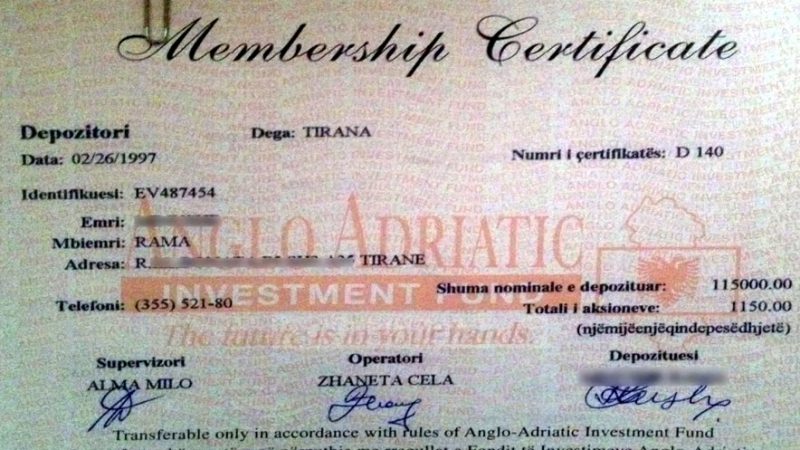 Membership Certificate
Depozitori Dega: TIRANA
Data: 02/26/1997 Numri i çertifikatës: D 140
Identifikuesi: EV487454
Emri:
Mbiemri: RAMA
Adresa: R. TIRANE
ANGLO ADRIATIC
INVESTMENT FUND
Shuma nominale e depozituar: 115000.00
Telefoni: (355) 521-80 Totali i aksioneve: 1150.00
(njëmijëenjëqindepesëdhjetë)
The future is in your hands.
Supervizori Operatori Depozituesi
ALMA MILO ZHANETA CELA
Transferable only in accordance with rules of Anglo-Adriatic Investment Fund